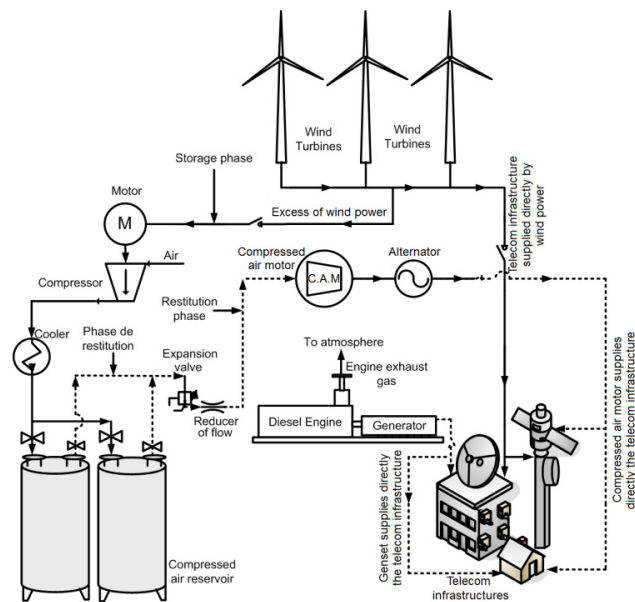 Wind
Turbines
Wind
Turbines
Storage phase
Motor
M
Excess of wind power
Telecom infrastructure
supplied directly by
wind power
Air
Compressor
Compressed
air motor
C.A.M
Alternator
Restitution
phase
Cooler
Phase de
restitution
Expansion
valve
Reducer
of flow
To atmosphere
Engine exhaust
gas
Diesel Engine
Generator
Compressed air motor supplies
directly the telecom infrastructure
Genset supplies directly
the telecom infrastructure
Compressed
air reservoir
Telecom
infrastructures